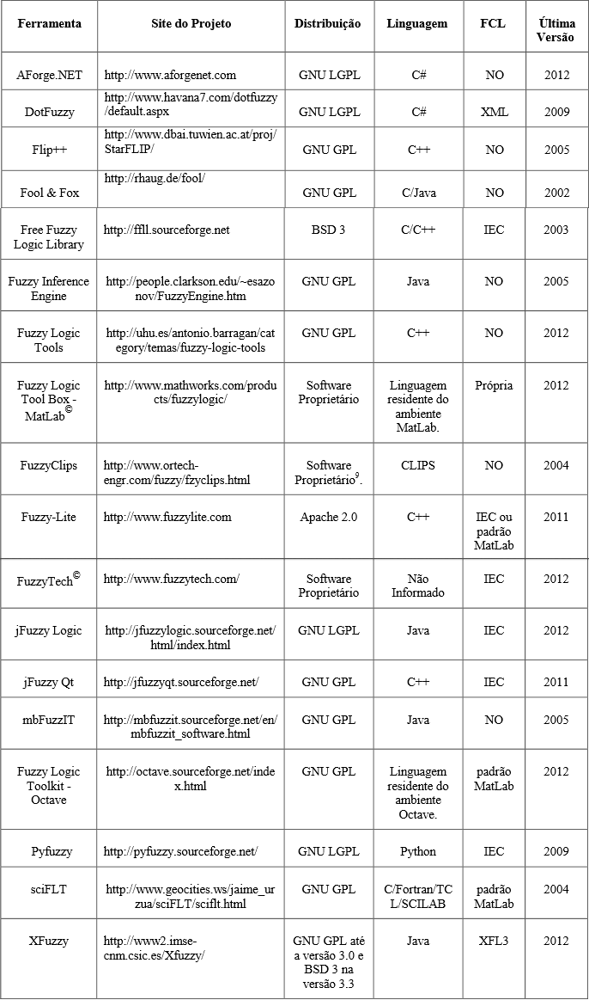 Ferramenta Site do Projeto Distribuição Linguagem FCL Última
Versão
AForge.NET http://www.aforgenet.com GNU LGPL C# NO 2012
http://www.havana7.com/dotfuzzy
DotFuzzy /default.aspx GNU LGPL C# XML 2009
http://www.dbai.tuwien.ac.at/proj/
Flip++ StarFLIP/ GNU GPL C++ NO 2005
http://rhaug.de/fool/
Fool & Fox GNU GPL C/Java NO 2002
Free Fuzzy http://ffll.sourceforge.net BSD 3 C/C++ IEC 2003
Logic Library
Fuzzy Inference http://people.clarkson.edu/~esazo GNU GPL Java NO 2005
Engine nov/FuzzyEngine.htm
Fuzzy Logic http://uhu.es/antonio.barragan/cat GNU GPL C++ NO 2012
Tools egory/temas/fuzzy-logic-tools
Fuzzy Logic http://www.mathworks.com/produ Software Linguagem Própria 2012
Tool Box - cts/fuzzylogic/ Proprietário residente do
MatLab© ambiente
MatLab.
FuzzyClips http://www.ortech- Software CLIPS NO 2004
engr.com/fuzzy/fzyclips.html Proprietário9.
Fuzzy-Lite http://www.fuzzylite.com Apache 2.0 C++ IEC ou 2011
padrão
MatLab
FuzzyTech© http://www.fuzzytech.com/ Software Não IEC 2012
Proprietário Informado
jFuzzy Logic http://jfuzzylogic.sourceforge.net/ GNU LGPL Java IEC 2012
html/index.html
jFuzzy Qt http://jfuzzyqt.sourceforge.net/ GNU GPL C++ IEC 2011
mbFuzzIT http://mbfuzzit.sourceforge.net/en/ GNU GPL Java NO 2005
mbfuzzit_software.html
Fuzzy Logic http://octave.sourceforge.net/inde GNU GPL Linguagem padrão 2012
Toolkit - x.html residente do MatLab
Octave ambiente
Octave.
Pyfuzzy http://pyfuzzy.sourceforge.net/ GNU LGPL Python IEC 2009
sciFLT http://www.geocities.ws/jaime_ur GNU GPL C/Fortran/TC padrão 2004
zua/sciFLT/sciflt.html L/SCILAB MatLab
XFuzzy http://www2.imse- GNU GPL até Java XFL3 2012
cnm.csic.es/Xfuzzy/ a versão 3.0 e
BSD 3 na
versão 3.3